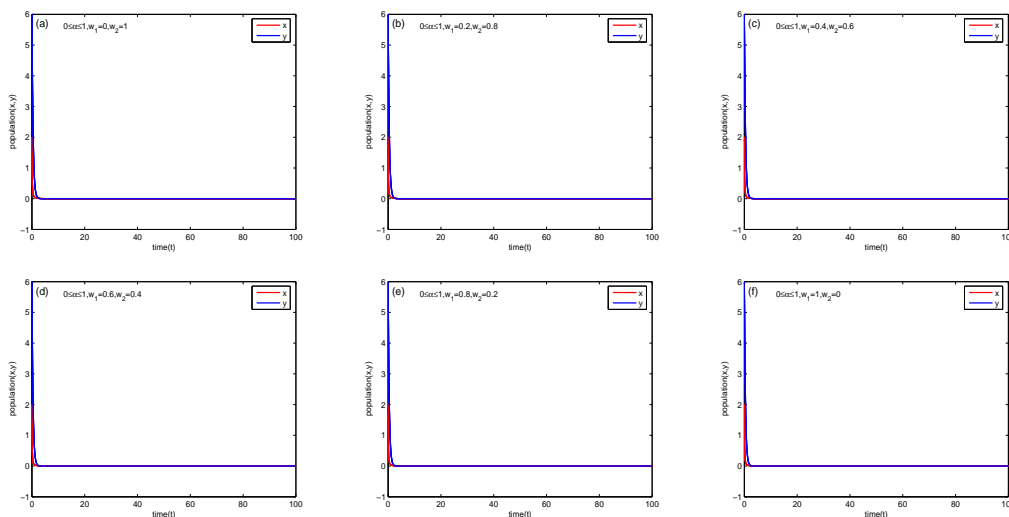 (a) 0≤α≤1,w₁=0,w₂=1
x
y
6
5
4
3
2
1
0
−1
population(x,y)
0 20 40 60 80 100
time(t)
(b) 0≤α≤1,w₁=0.2,w₂=0.8
x
y
6
5
4
3
2
1
0
−1
population(x,y)
0 20 40 60 80 100
time(t)
(c) 0≤α≤1,w₁=0.4,w₂=0.6
x
y
6
5
4
3
2
1
0
−1
population(x,y)
0 20 40 60 80 100
time(t)
(d) 0≤α≤1,w₁=0.6,w₂=0.4
x
y
6
5
4
3
2
1
0
−1
population(x,y)
0 20 40 60 80 100
time(t)
(e) 0≤α≤1,w₁=0.8,w₂=0.2
x
y
6
5
4
3
2
1
0
−1
population(x,y)
0 20 40 60 80 100
time(t)
(f) 0≤α≤1,w₁=1,w₂=0
x
y
6
5
4
3
2
1
0
−1
population(x,y)
0 20 40 60 80 100
time(t)